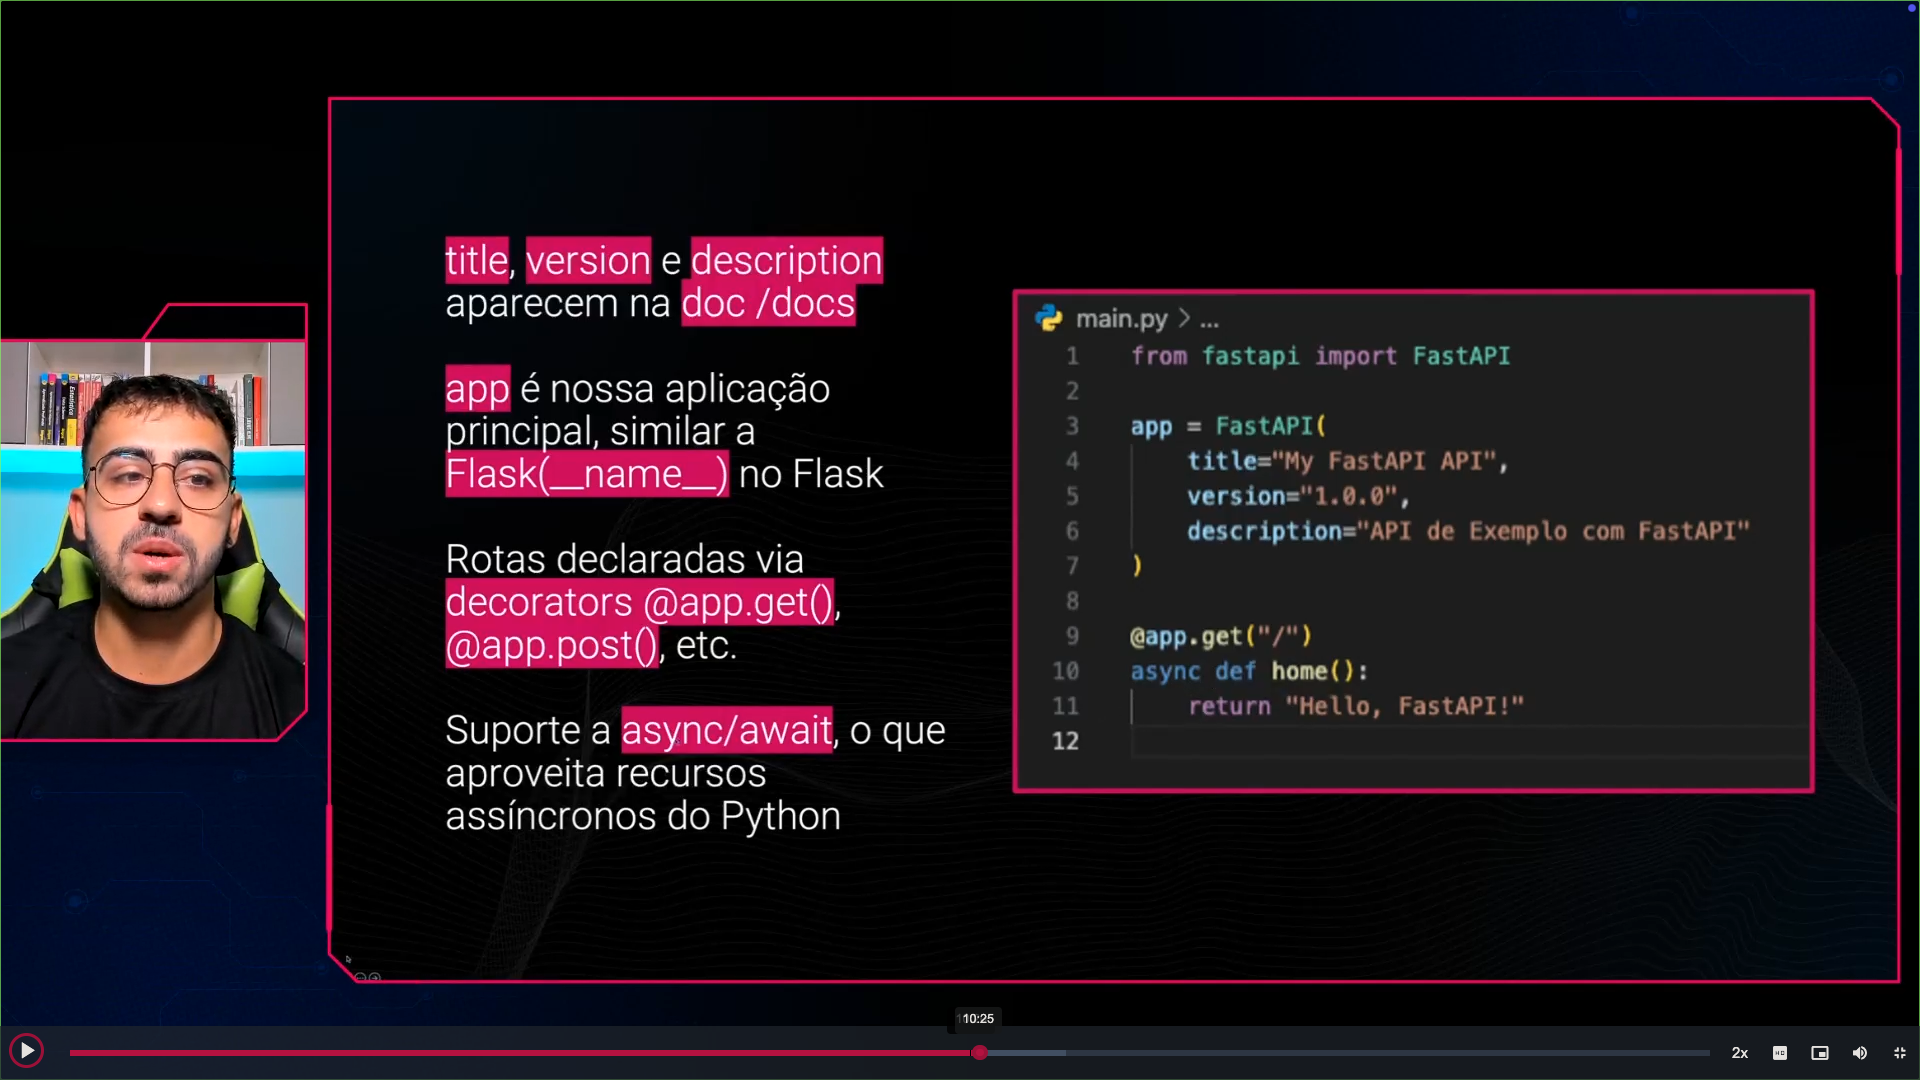 title, version e description
aparecem na doc /docs
app é nossa aplicação
principal, similar a
Flask(__name__) no Flask
Rotas declaradas via
decorators @app.get(),
@app.post(), etc.
Suporte a async/await, o que
aproveita recursos
assíncronos do Python
main.py > ...
1 from fastapi import FastAPI
2
3 app = FastAPI(
4 title="My FastAPI API",
5 version="1.0.0",
6 description="API de Exemplo com FastAPI"
7 )
8
9 @app.get("/")
10 async def home():
11 return "Hello, FastAPI!"
12
10:25
2x